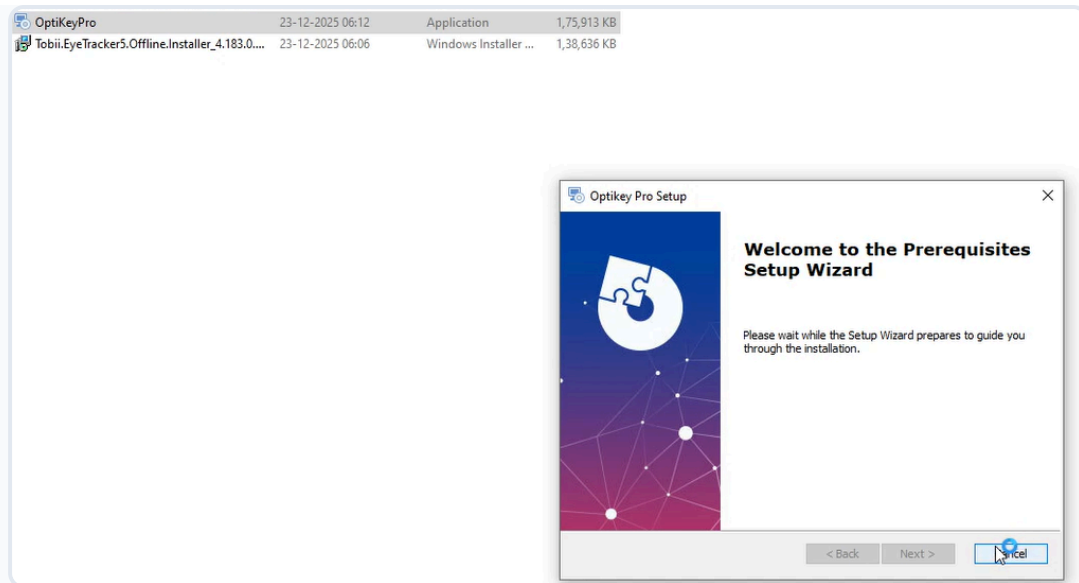 OptiKeyPro 23-12-2025 06:12 Application 1,75,913 KB
Tobii.EyeTracker5.Offline.Installer_4.183.0.... 23-12-2025 06:06 Windows Installer ... 1,38,636 KB
Optikey Pro Setup
Welcome to the Prerequisites
Setup Wizard
Please wait while the Setup Wizard prepares to guide you
through the installation.
< Back Next > Cancel